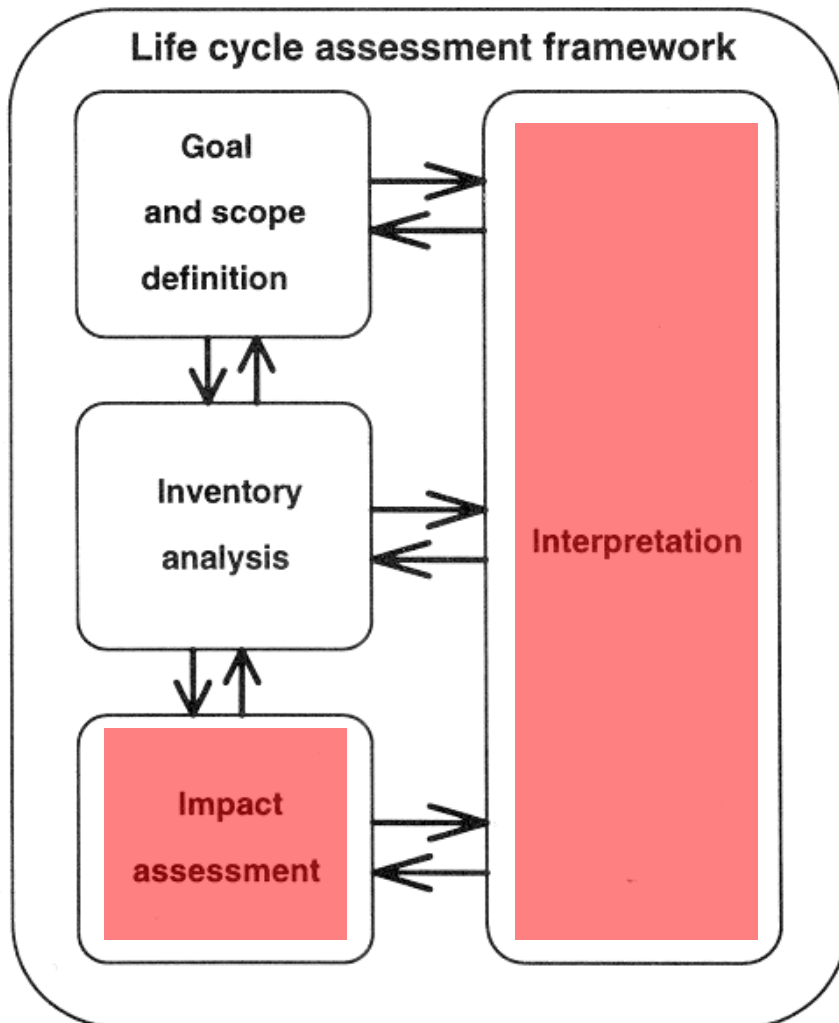 Life cycle assessment framework
Goal
and scope
definition
Inventory
analysis
Interpretation
Impact
assessment